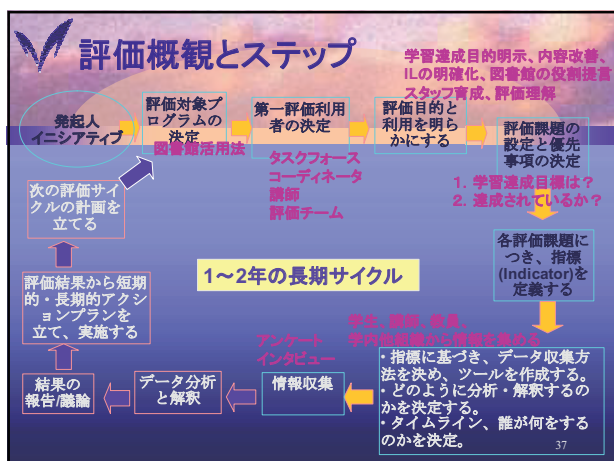 評価概観とステップ
学習達成目的明示、内容改善、
ILの明確化、図書館の役割提言
スタッフ育成、評価理解
発起人
イニシアティブ
評価対象プ
ログラムの
決定
図書館活用法
第一評価利用
者の決定
タスクフォース
コーディネータ
講師
評価チーム
評価目的と
利用を明ら
かにする
評価課題の
設定と優先
事項の決定
1. 学習達成目標は?
2. 達成されているか?
各評価課題に
つき、指標
(Indicator)を
定義する
学生、講師、教員、
学内他組織から情報を集める
・指標に基づき、データ収集方
法を決め、ツールを作成する。
・どのように分析・解釈するの
かを決定する。
・タイムライン、誰が何をする
のかを決定。
アンケート
インタビュー
情報収集
データ分析
と解釈
結果の
報告/議論
評価結果から短期
的・長期的アクショ
ンプランを
立て、実施する
次の評価サイ
クルの計画を
立てる
1~2年の長期サイクル
37